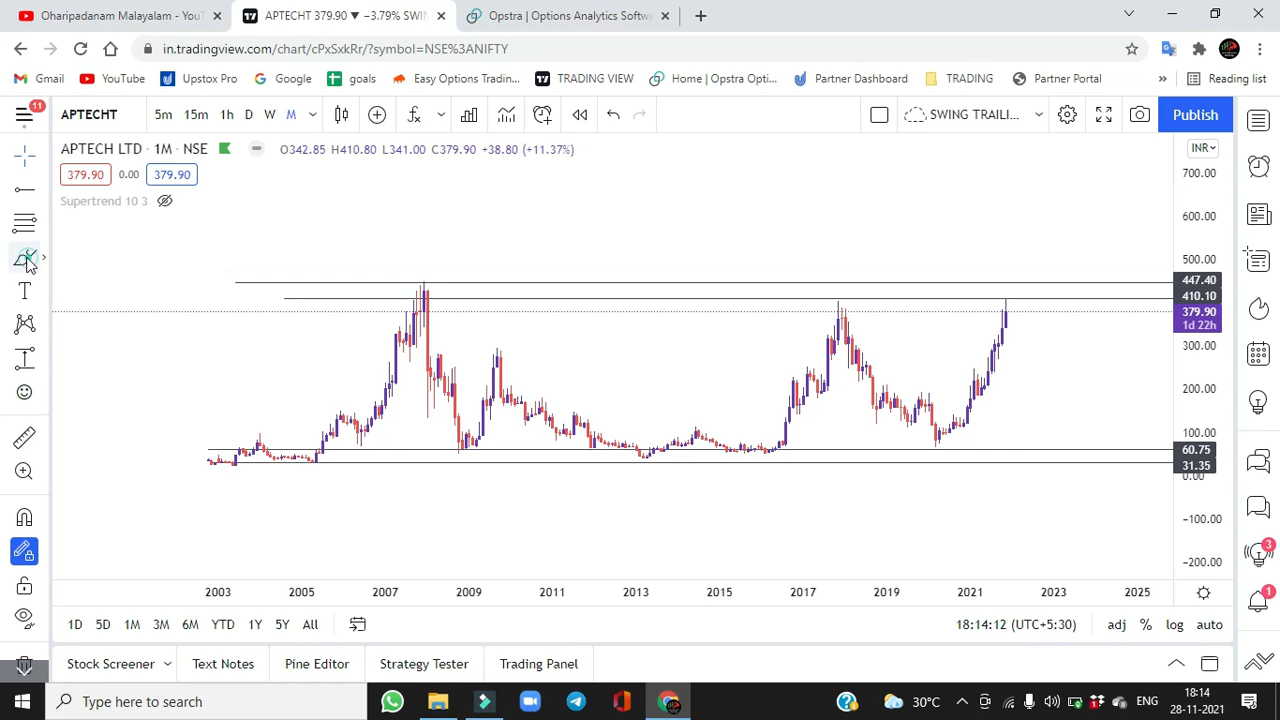 Oharipadanam Malayalam - YouT
APTECHT 379.90 ▼ −3.79% SWIN
Opstra | Options Analytics Softw
in.tradingview.com/chart/cPxSxkRr/?symbol=NSE%3ANIFTY
Gmail
YouTube
Upstox Pro
Google
goals
Easy Options Tradin...
TRADING VIEW
Home | Opstra Opti...
Partner Dashboard
TRADING
Partner Portal
»
Reading list
11
APTECHT
5m 15m 1h D W M
SWING TRAILI...
Publish
APTECH LTD · 1M · NSE
O342.85 H410.80 L341.00 C379.90 +38.80 (+11.37%)
INR
379.90 0.00 379.90
Supertrend 10 3
700.00
600.00
500.00
447.40
410.10
379.90
1d 22h
300.00
200.00
100.00
60.75
31.35
0.00
−100.00
−200.00
3
1
2003 2005 2007 2009 2011 2013 2015 2017 2019 2021 2023 2025
1D 5D 1M 3M 6M YTD 1Y 5Y All
18:14:12 (UTC+5:30)
adj % log auto
Stock Screener
Text Notes
Pine Editor
Strategy Tester
Trading Panel
Type here to search
30°C
ENG
18:14
28-11-2021